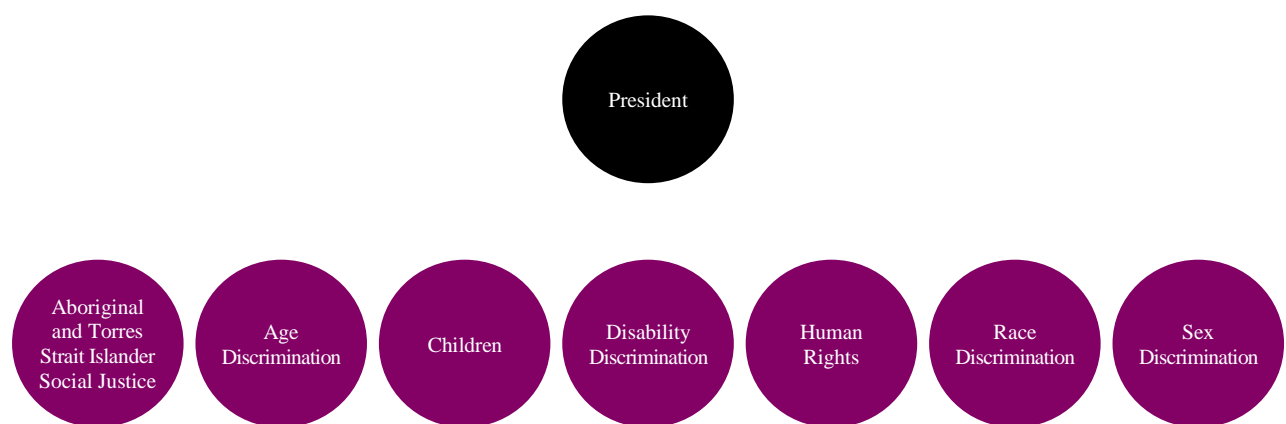 President
Aboriginal
and Torres
Strait Islander
Social Justice
Age
Discrimination
Children
Disability
Discrimination
Human
Rights
Race
Discrimination
Sex
Discrimination